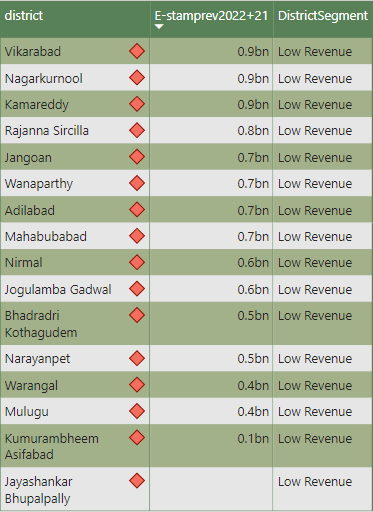 district E-stamprev2022+21 DistrictSegment
Vikarabad 0.9bn Low Revenue
Nagarkurnool 0.9bn Low Revenue
Kamareddy 0.9bn Low Revenue
Rajanna Sircilla 0.8bn Low Revenue
Jangoan 0.7bn Low Revenue
Wanaparthy 0.7bn Low Revenue
Adilabad 0.7bn Low Revenue
Mahabubabad 0.7bn Low Revenue
Nirmal 0.6bn Low Revenue
Jogulamba Gadwal 0.6bn Low Revenue
Bhadradri 0.5bn Low Revenue
Kothagudem
Narayanpet 0.5bn Low Revenue
Warangal 0.4bn Low Revenue
Mulugu 0.4bn Low Revenue
Kumurambheem 0.1bn Low Revenue
Asifabad
Jayashankar Low Revenue
Bhupalpally